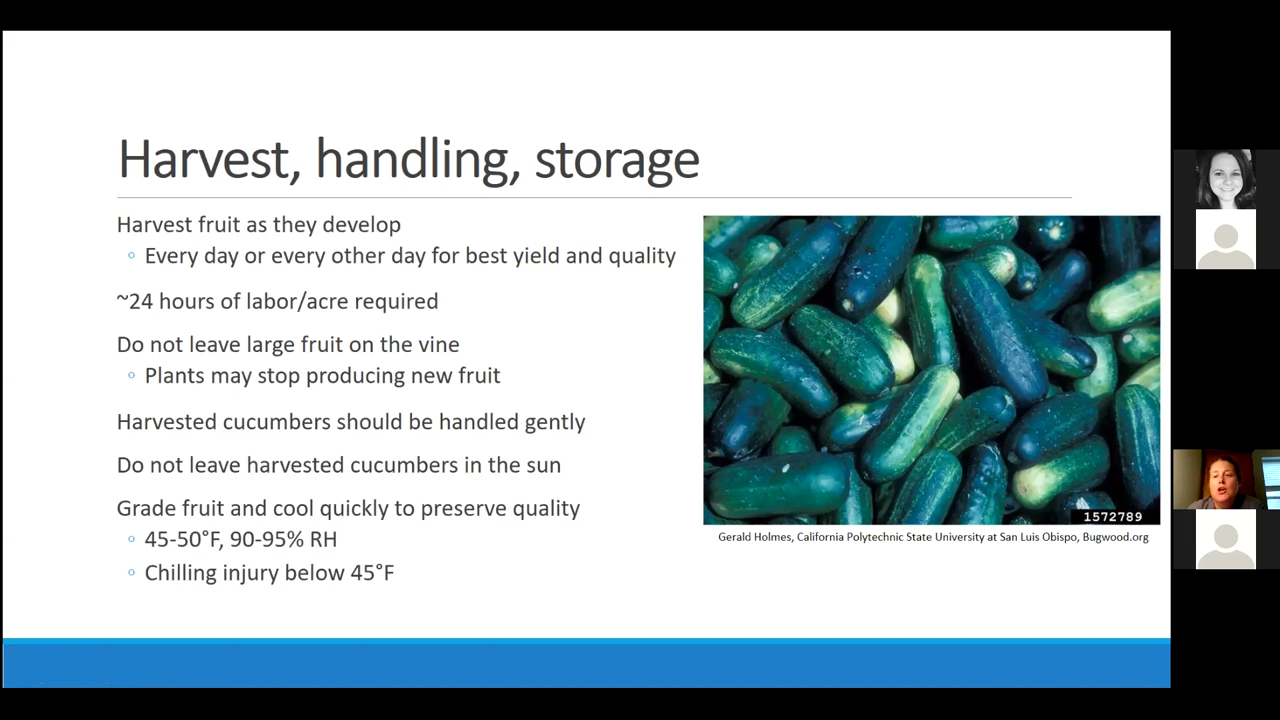 Harvest, handling, storage
Harvest fruit as they develop
Every day or every other day for best yield and quality
~24 hours of labor/acre required
Do not leave large fruit on the vine
Plants may stop producing new fruit
Harvested cucumbers should be handled gently
Do not leave harvested cucumbers in the sun
Grade fruit and cool quickly to preserve quality
45-50°F, 90-95% RH
Chilling injury below 45°F
1572789
Gerald Holmes, California Polytechnic State University at San Luis Obispo, Bugwood.org